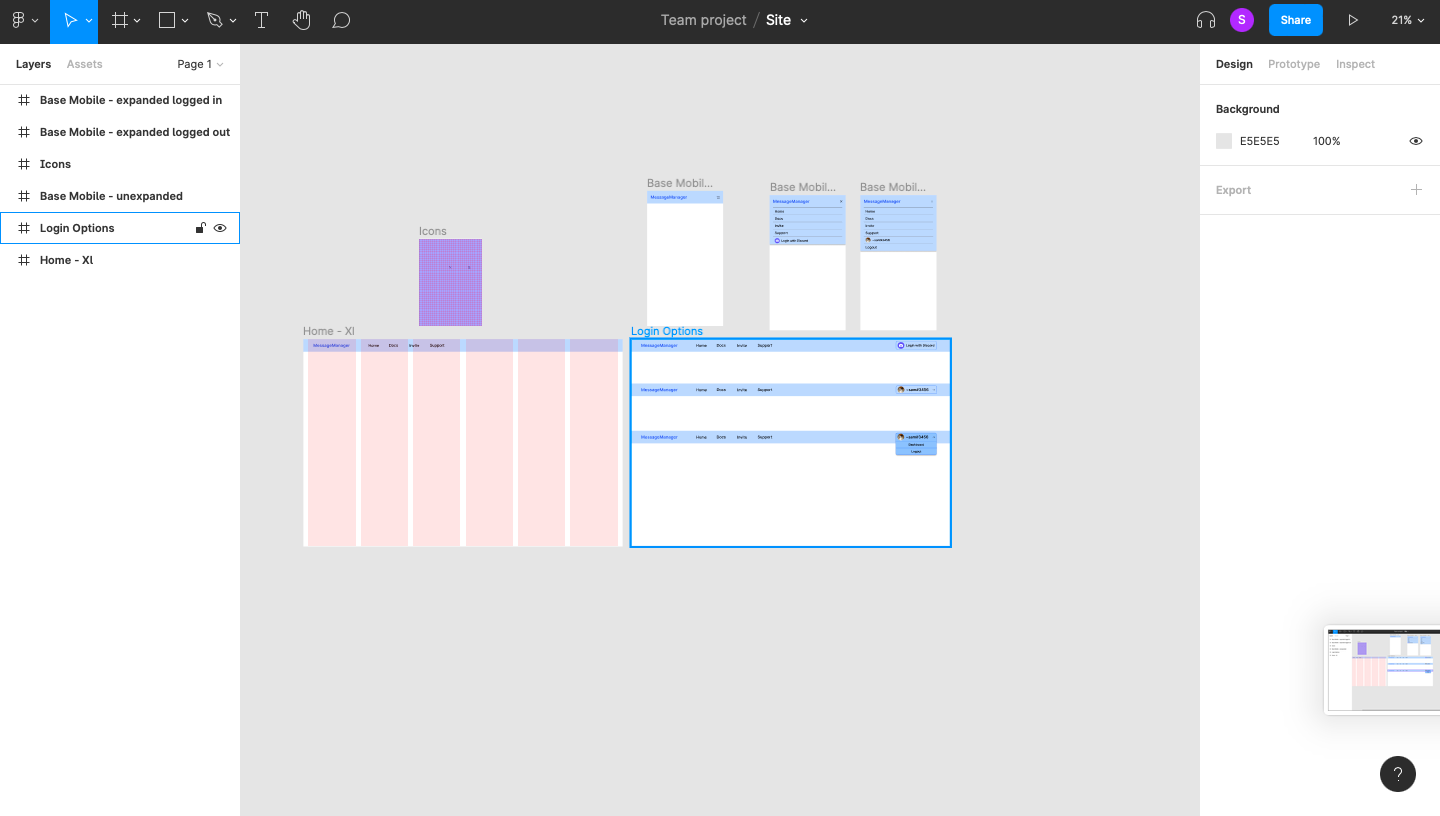 Team project / Site
S
Share
21%
Layers
Assets
Page 1
Base Mobile - expanded logged in
Base Mobile - expanded logged out
Icons
Base Mobile - unexpanded
Login Options
Home - Xl
Design
Prototype
Inspect
Background
E5E5E5
100%
Export
Base Mobil...
Base Mobil...
Base Mobil...
MessageManager
MessageManager
Home
Docs
Invite
Support
Login with Discord
MessageManager
Home
Docs
Invite
Support
Logout
Icons
Home - Xl
MessageManager Home Docs Invite Support
Login Options
MessageManager Home Docs Invite Support Login with Discord
MessageManager Home Docs Invite Support
MessageManager Home Docs Invite Support
Dashboard
Logout
?